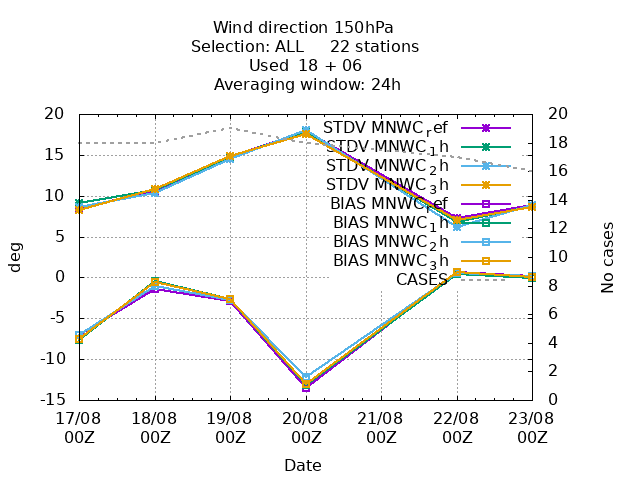 Wind direction 150hPa
Selection: ALL 22 stations
Used 18 + 06
Averaging window: 24h
20 20
STDV MNWC_ref
18
STDV MNWC_1h
15
STDV MNWC_2h
16
STDV MNWC_3h
14
10
BIAS MNWC_ref
BIAS MNWC_1h
12
5
BIAS MNWC_2h
10
BIAS MNWC_3h
0
CASES
8
-5
6
4
-10
2
-15 0
deg
No cases
17/08 18/08 19/08 20/08 21/08 22/08 23/08
00Z 00Z 00Z 00Z 00Z 00Z 00Z
Date